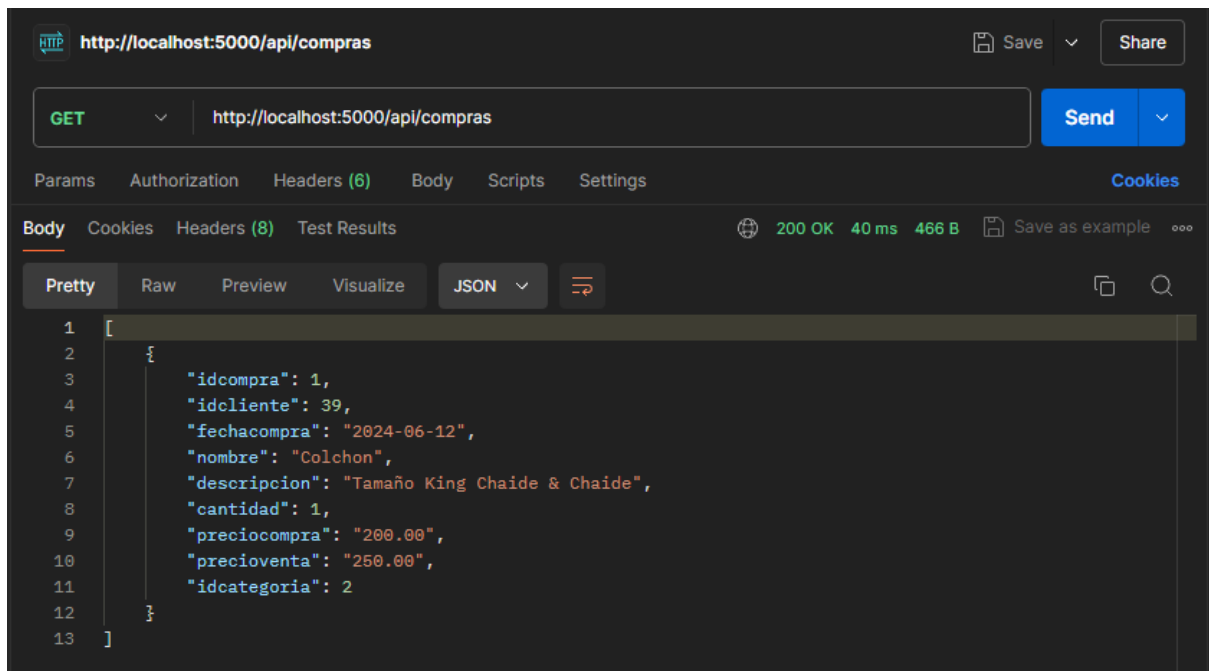 HTTP http://localhost:5000/api/compras Save Share
GET http://localhost:5000/api/compras Send
Params Authorization Headers (6) Body Scripts Settings Cookies
Body Cookies Headers (8) Test Results 200 OK 40 ms 466 B Save as example
Pretty Raw Preview Visualize JSON
1 [
2 {
3 "idcompra": 1,
4 "idcliente": 39,
5 "fechacompra": "2024-06-12",
6 "nombre": "Colchon",
7 "descripcion": "Tamaño King Chaide & Chaide",
8 "cantidad": 1,
9 "preciocompra": "200.00",
10 "precioventa": "250.00",
11 "idcategoria": 2
12 }
13 ]